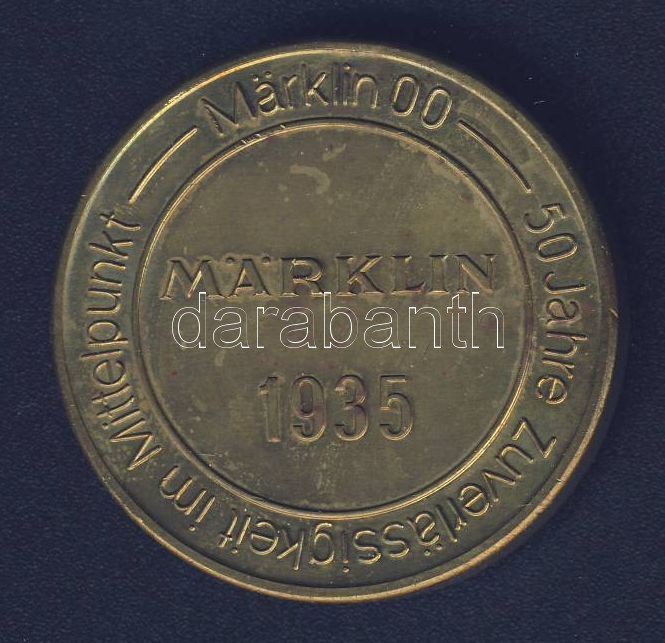 Märklin 00
50 Jahre Zuverlässigkeit im Mittelpunkt
MÄRKLIN
darabanth
1935